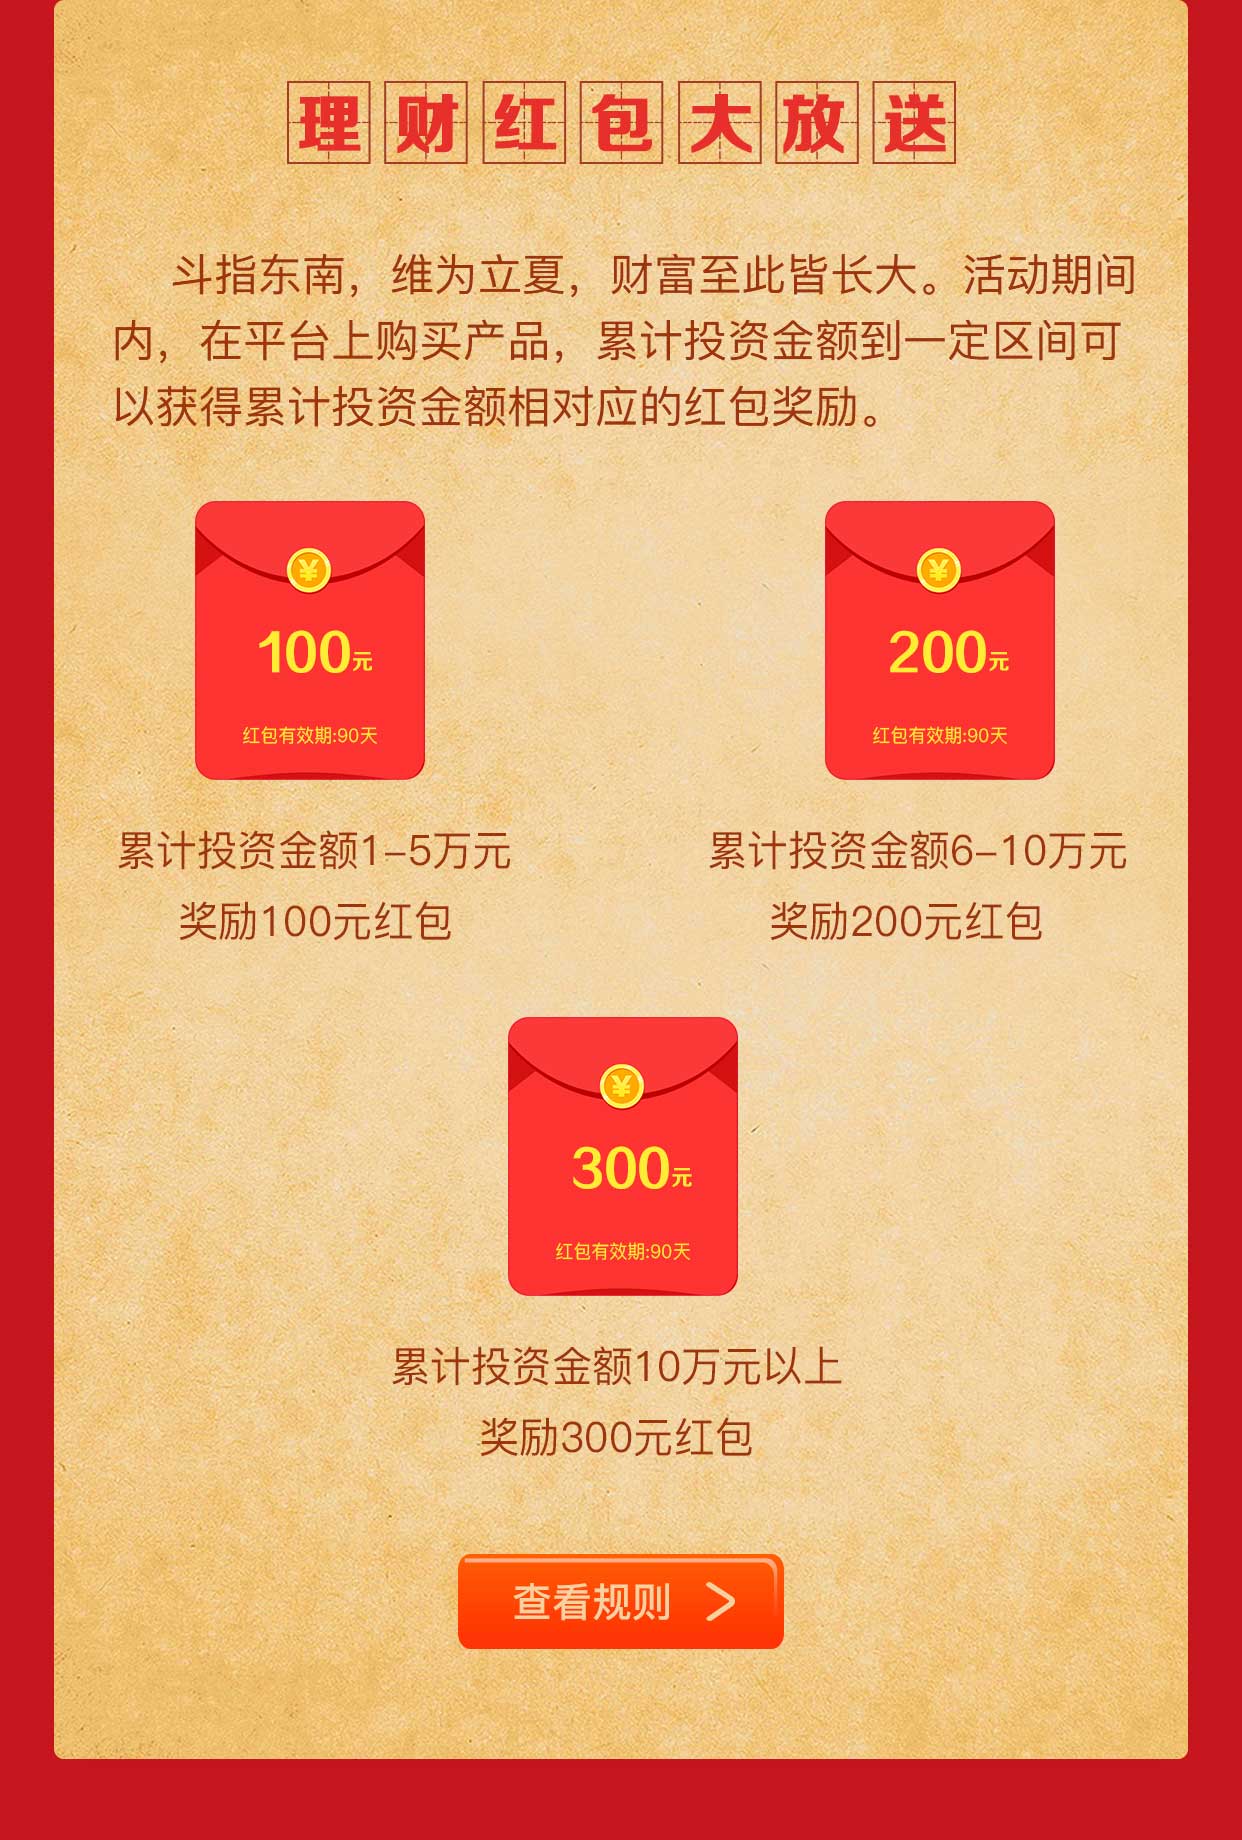 理财红包大放送
斗指东南，维为立夏，财富至此皆长大。活动期间
内，在平台上购买产品，累计投资金额到一定区间可
以获得累计投资金额相对应的红包奖励。
¥
100元
红包有效期:90天
累计投资金额1-5万元
奖励100元红包
¥
200元
红包有效期:90天
累计投资金额6-10万元
奖励200元红包
¥
300元
红包有效期:90天
累计投资金额10万元以上
奖励300元红包
查看规则 >